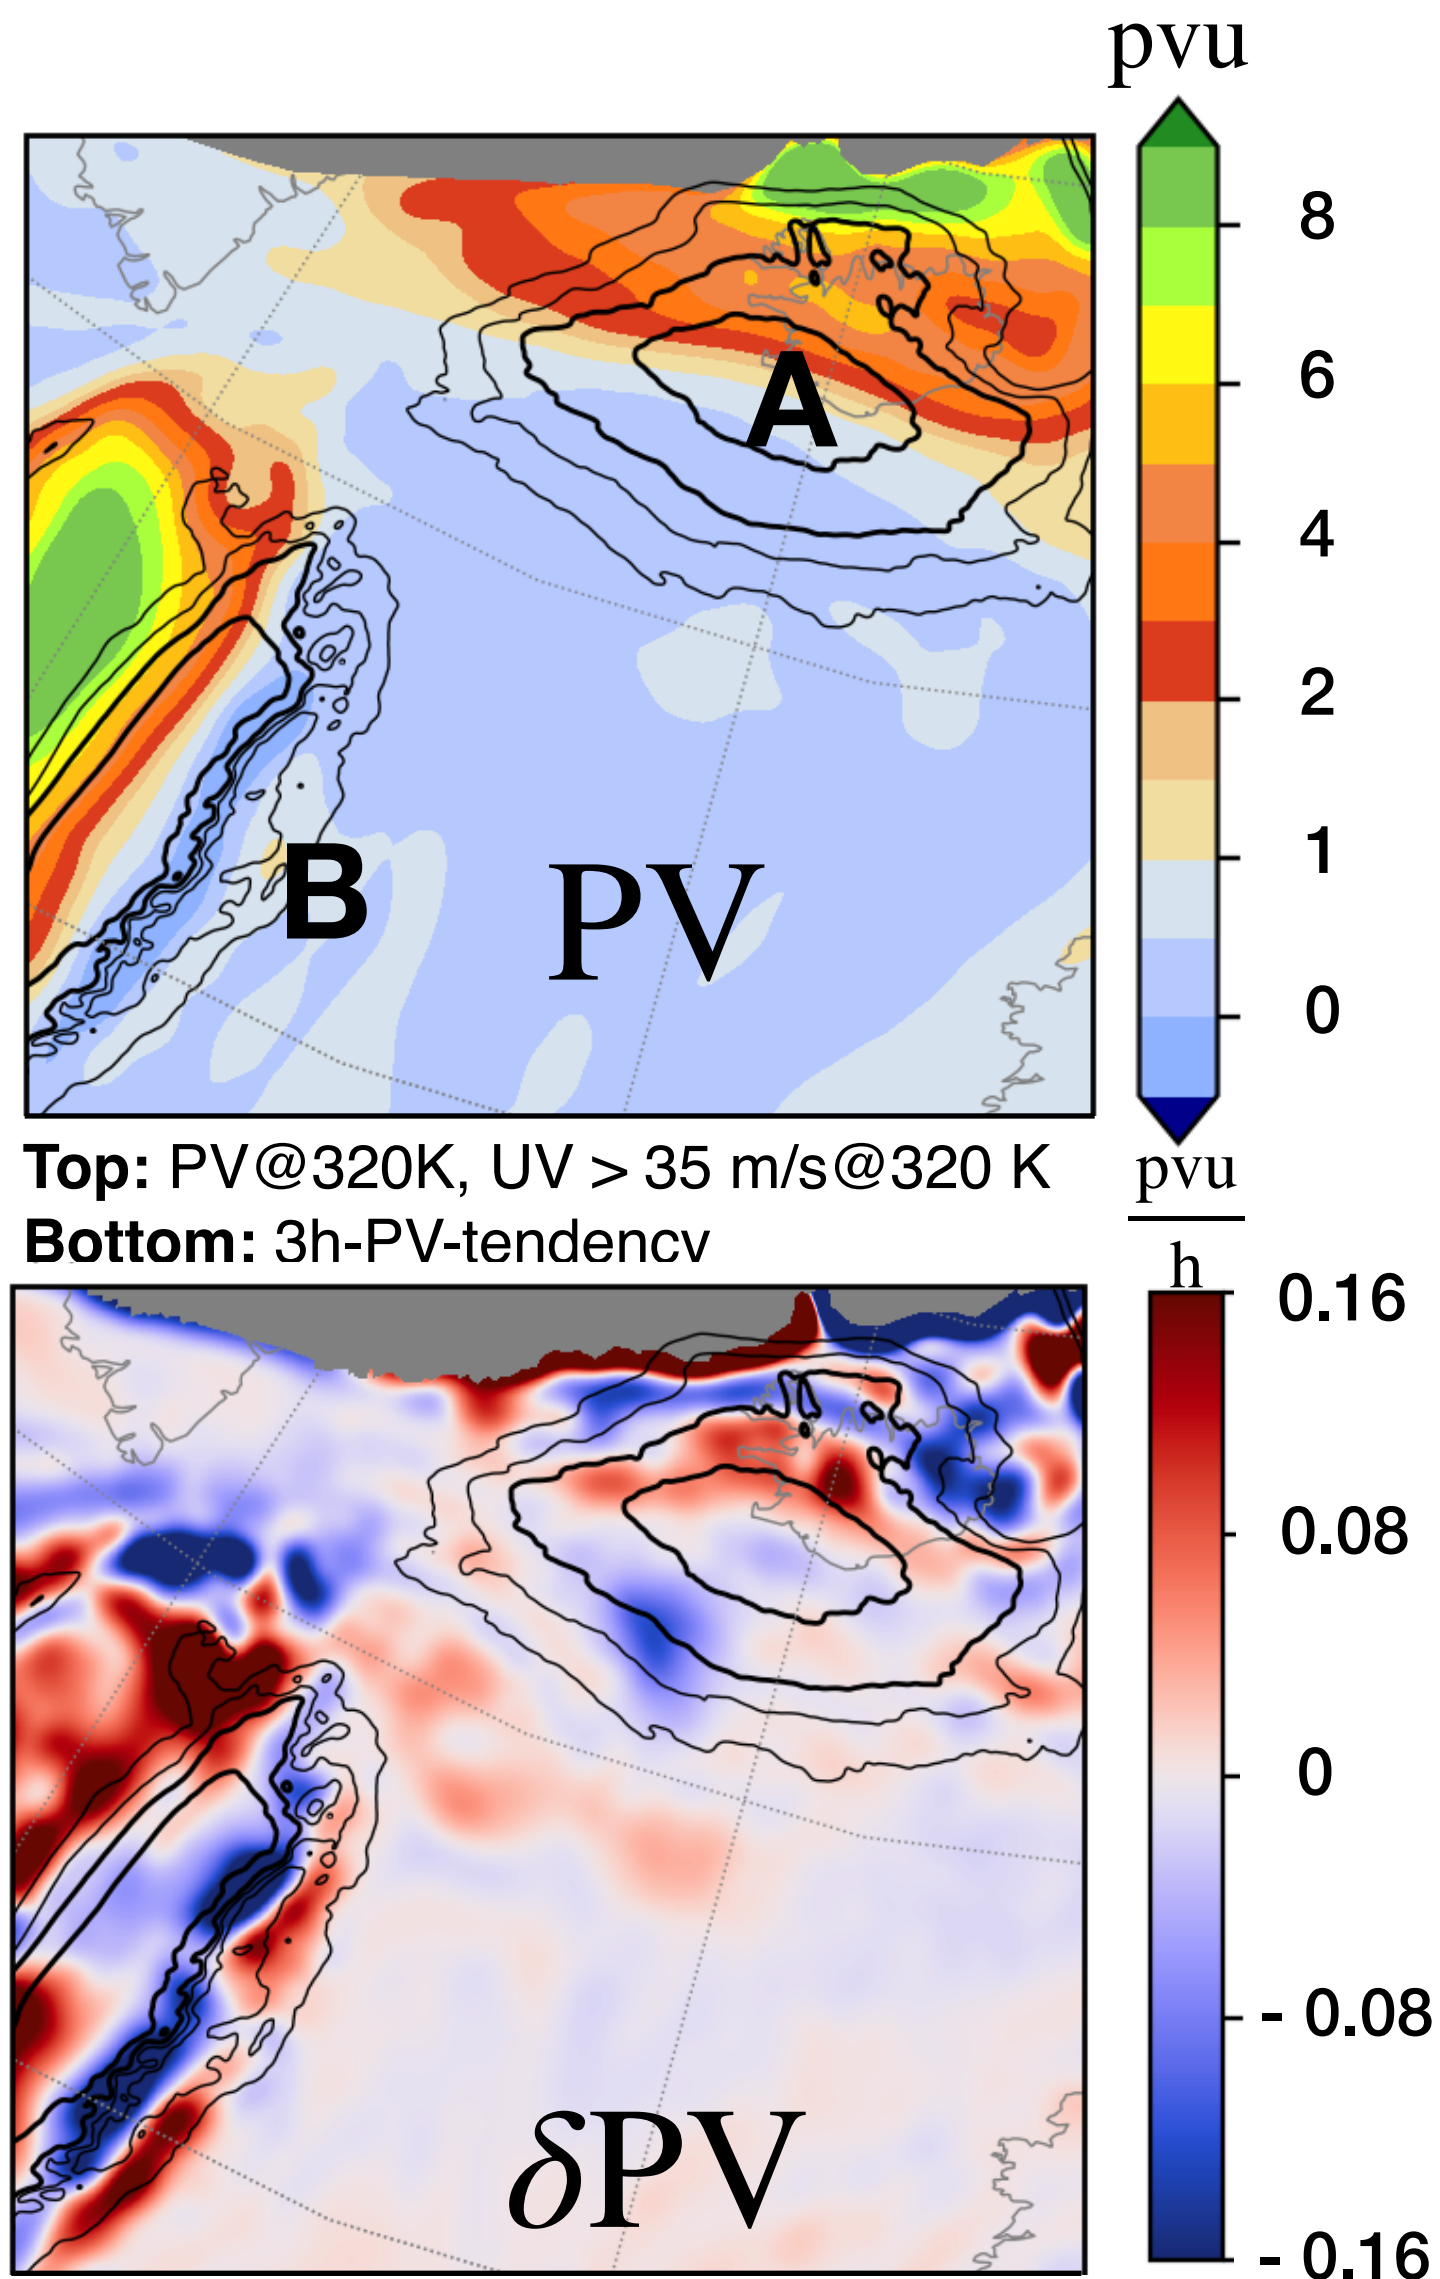 pvu
8
6
4
2
1
0
A
B
PV
Top: PV@320K, UV > 35 m/s@320 K
Bottom: 3h-PV-tendency
pvu
h
0.16
0.08
0
- 0.08
- 0.16
δPV